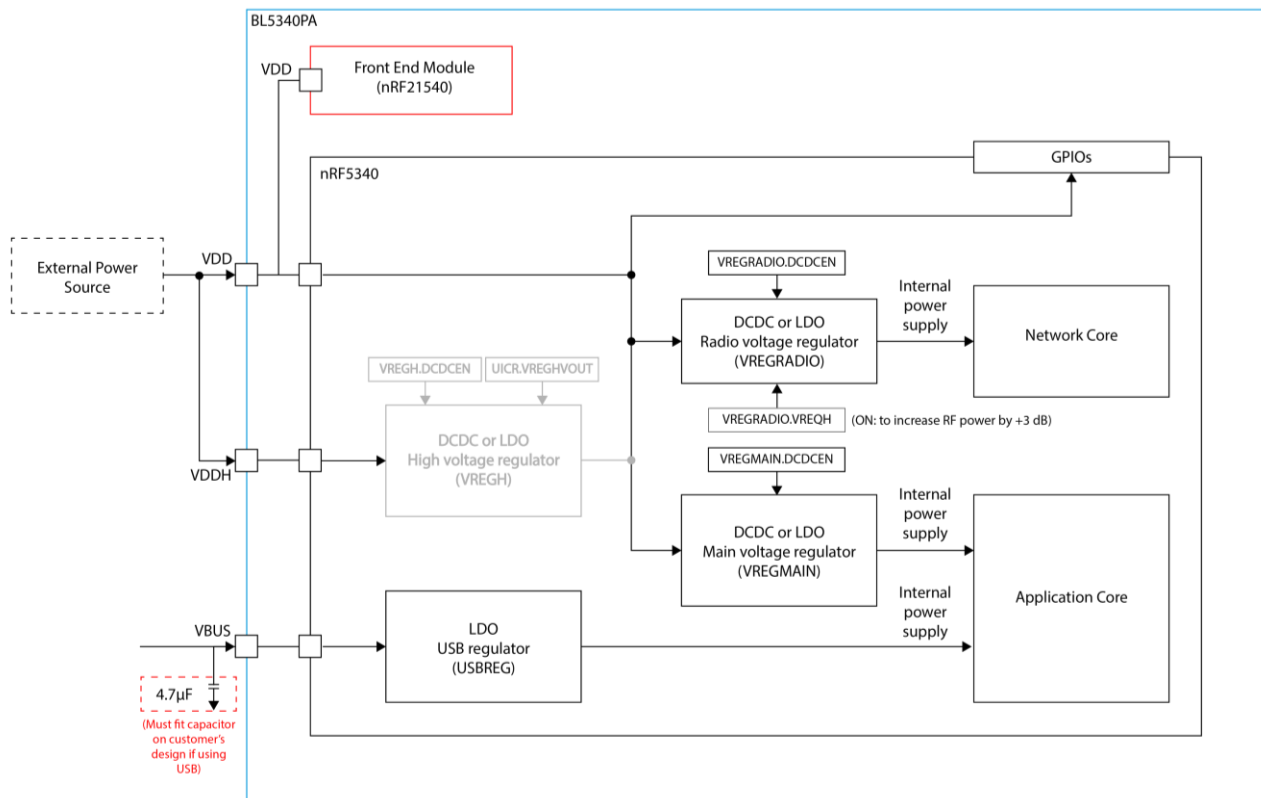 BL5340PA
VDD
Front End Module
(nRF21540)
GPIOs
nRF5340
External Power
Source
VDD
VREGRADIO.DCDCEN
DCDC or LDO
Radio voltage regulator
(VREGRADIO)
Internal
power
supply
Network Core
VREGH.DCDCEN
UICR.VREGHVOUT
VREGRADIO.VREQH
(ON: to increase RF power by +3 dB)
DCDC or LDO
High voltage regulator
(VREGH)
VDDH
VREGMAIN.DCDCEN
DCDC or LDO
Main voltage regulator
(VREGMAIN)
Internal
power
supply
Application Core
VBUS
LDO
USB regulator
(USBREG)
Internal
power
supply
4.7µF
(Must fit capacitor
on customer's
design if using
USB)